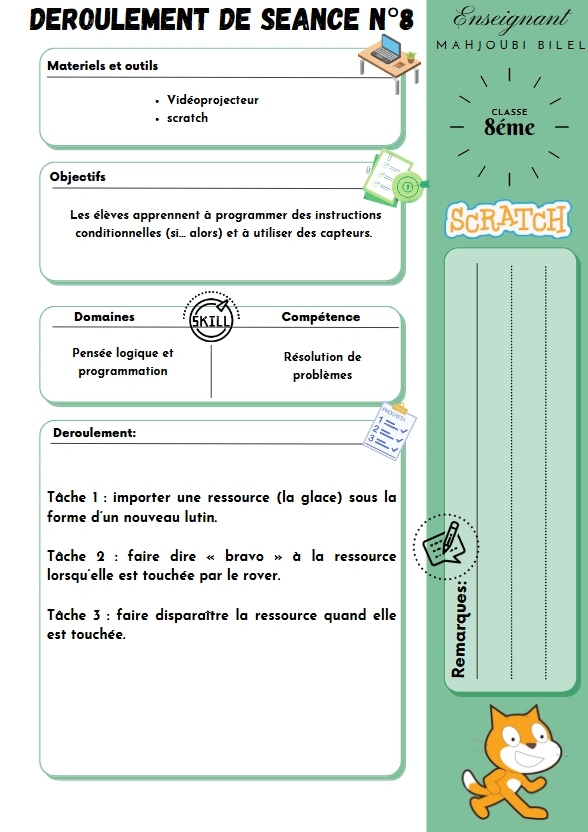 DEROULEMENT DE SEANCE N°8
Enseignant
MAHJOUBI BILEL
CLASSE
8éme
SCRATCH
Materiels et outils
• Vidéoprojecteur
• scratch
Objectifs
Les élèves apprennent à programmer des instructions
conditionnelles (si... alors) et à utiliser des capteurs.
Domaines
SKILL
Compétence
Pensée logique et
programmation
Résolution de
problèmes
Deroulement:
PROGRESS
1
2
3
Tâche 1 : importer une ressource (la glace) sous la
forme d'un nouveau lutin.
Tâche 2 : faire dire « bravo » à la ressource
lorsqu'elle est touchée par le rover.
Tâche 3 : faire disparaître la ressource quand elle
est touchée.
Remarques: